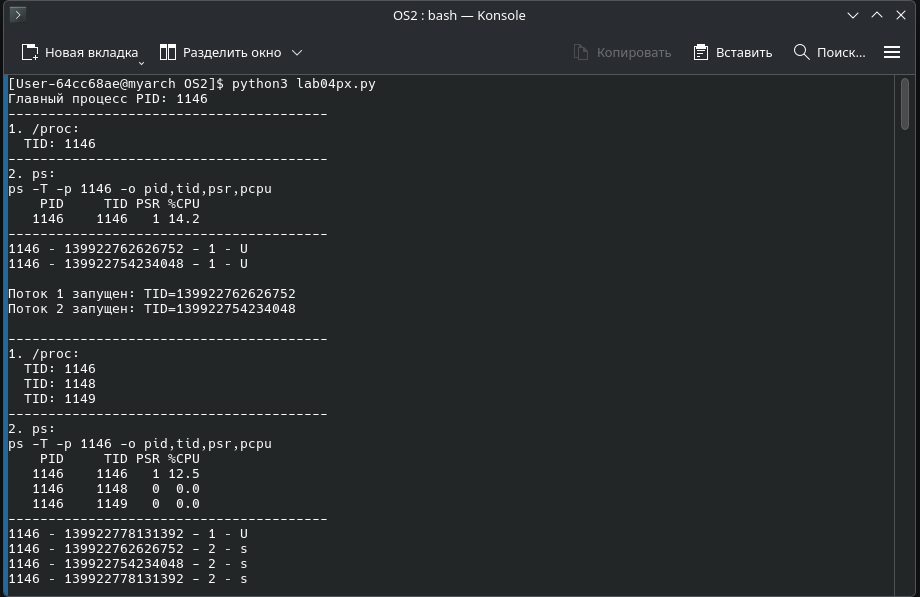 OS2 : bash — Konsole
Новая вкладка Разделить окно Копировать Вставить Поиск...
[User-64cc68ae@myarch OS2]$ python3 lab04px.py
Главный процесс PID: 1146
----------------------------------------
1. /proc:
  TID: 1146
----------------------------------------
2. ps:
ps -T -p 1146 -o pid,tid,psr,pcpu
    PID     TID PSR %CPU
   1146    1146   1 14.2
----------------------------------------
1146 - 139922762626752 - 1 - U
1146 - 139922754234048 - 1 - U
Поток 1 запущен: TID=139922762626752
Поток 2 запущен: TID=139922754234048
----------------------------------------
1. /proc:
  TID: 1146
  TID: 1148
  TID: 1149
----------------------------------------
2. ps:
ps -T -p 1146 -o pid,tid,psr,pcpu
    PID     TID PSR %CPU
   1146    1146   1 12.5
   1146    1148   0  0.0
   1146    1149   0  0.0
----------------------------------------
1146 - 139922778131392 - 1 - U
1146 - 139922762626752 - 2 - s
1146 - 139922754234048 - 2 - s
1146 - 139922778131392 - 2 - s